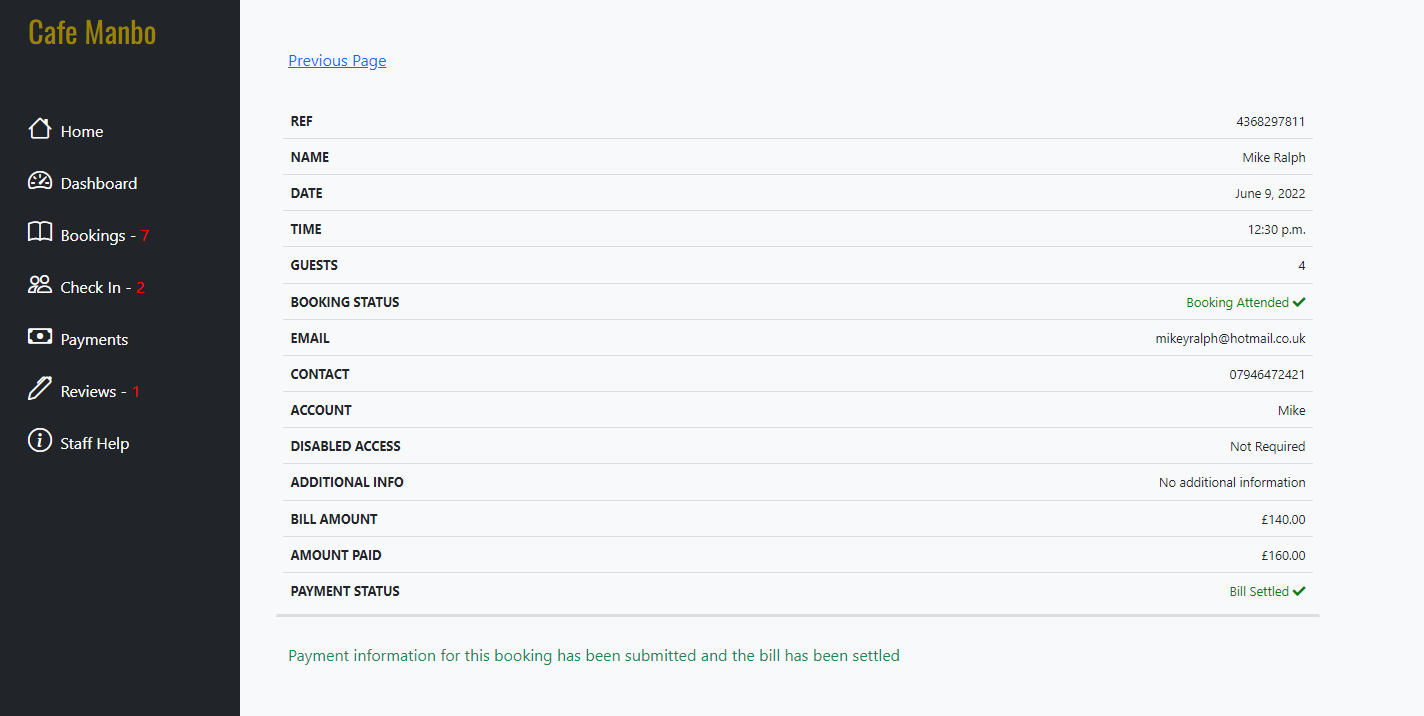 Cafe Manbo
Home
Dashboard
Bookings - 7
Check In - 2
Payments
Reviews - 1
Staff Help
Previous Page
REF 4368297811
NAME Mike Ralph
DATE June 9, 2022
TIME 12:30 p.m.
GUESTS 4
BOOKING STATUS Booking Attended
EMAIL mikeyralph@hotmail.co.uk
CONTACT 07946472421
ACCOUNT Mike
DISABLED ACCESS Not Required
ADDITIONAL INFO No additional information
BILL AMOUNT £140.00
AMOUNT PAID £160.00
PAYMENT STATUS Bill Settled
Payment information for this booking has been submitted and the bill has been settled